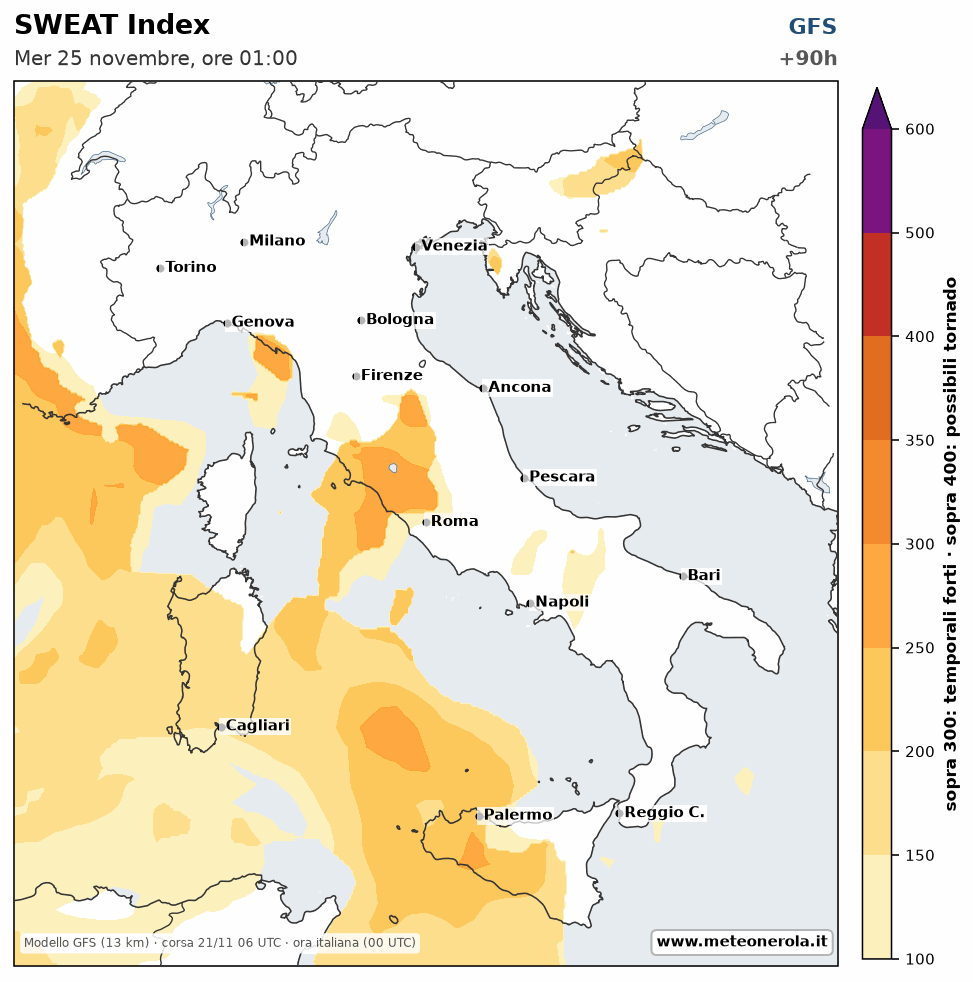 SWEAT Index
GFS
Mer 25 novembre, ore 01:00
+90h
600
500
400
350
300
250
200
150
100
sopra 300: temporali forti · sopra 400: possibili tornado
Milano
Venezia
Torino
Genova
Bologna
Firenze
Ancona
Pescara
Roma
Bari
Napoli
Cagliari
Palermo
Reggio C.
Modello GFS (13 km) · corsa 21/11 06 UTC · ora italiana (00 UTC)
www.meteonerola.it